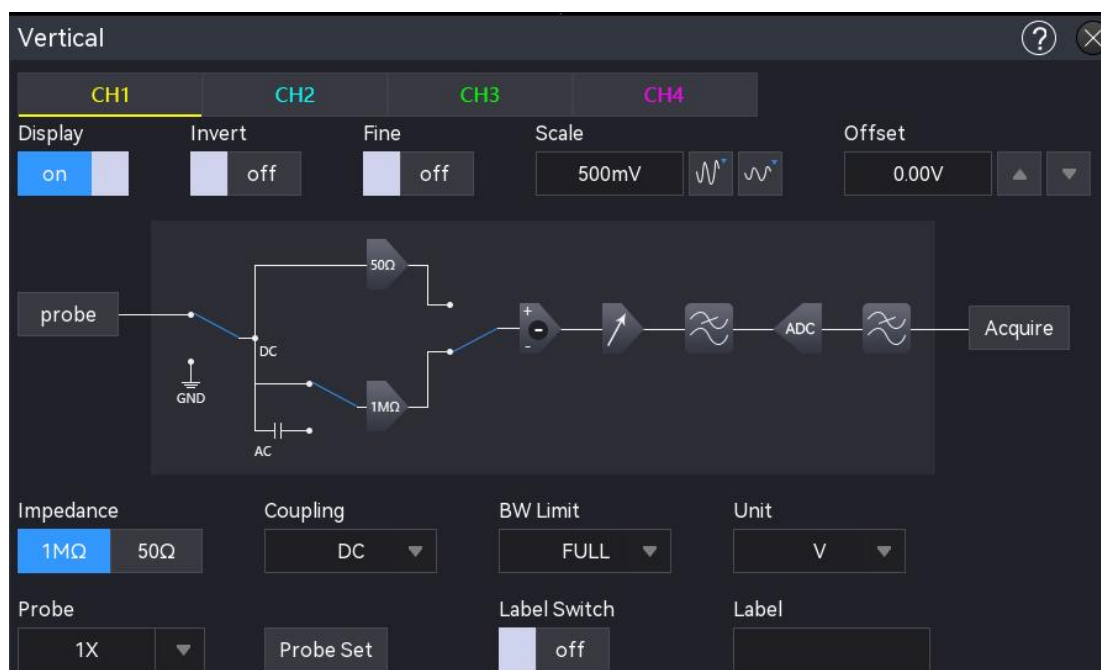 Vertical
CH1 CH2 CH3 CH4
Display Invert Fine Scale Offset
on off off 500mV 0.00V
50Ω
probe
DC
+
-
-
ADC
Acquire
GND
1MΩ
AC
Impedance Coupling BW Limit Unit
1MΩ 50Ω DC FULL V
Probe Label Switch Label
1X Probe Set off